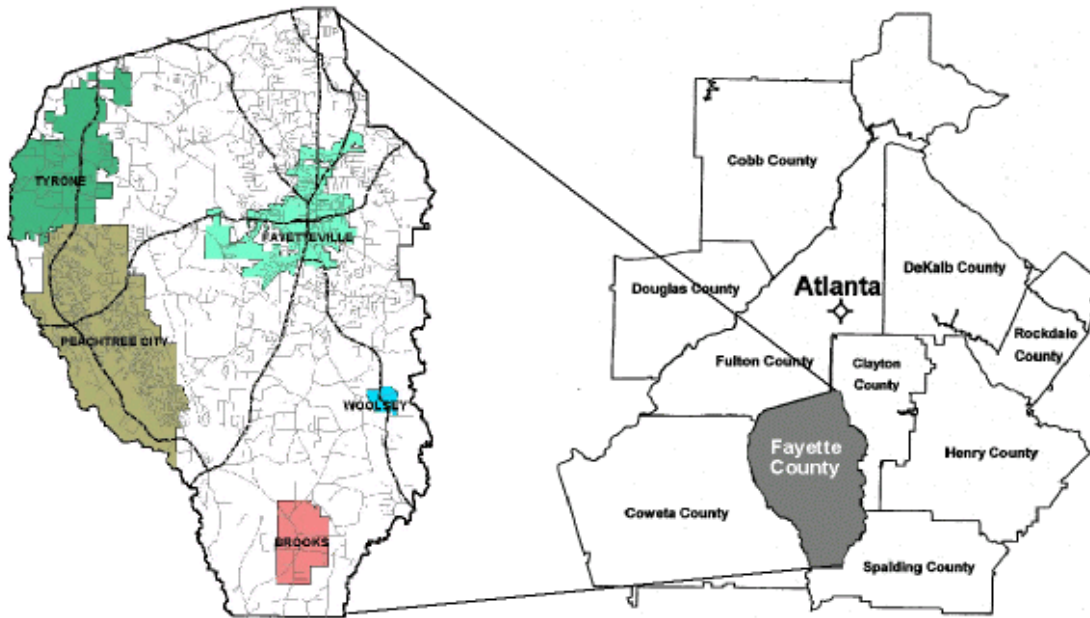 TYRONE
FAYETTEVILLE
PEACHTREE CITY
WOOLSEY
BROOKS
Cobb County
Douglas County
Atlanta
DeKalb County
Rockdale
County
Fulton County
Clayton
County
Fayette
County
Henry County
Coweta County
Spalding County